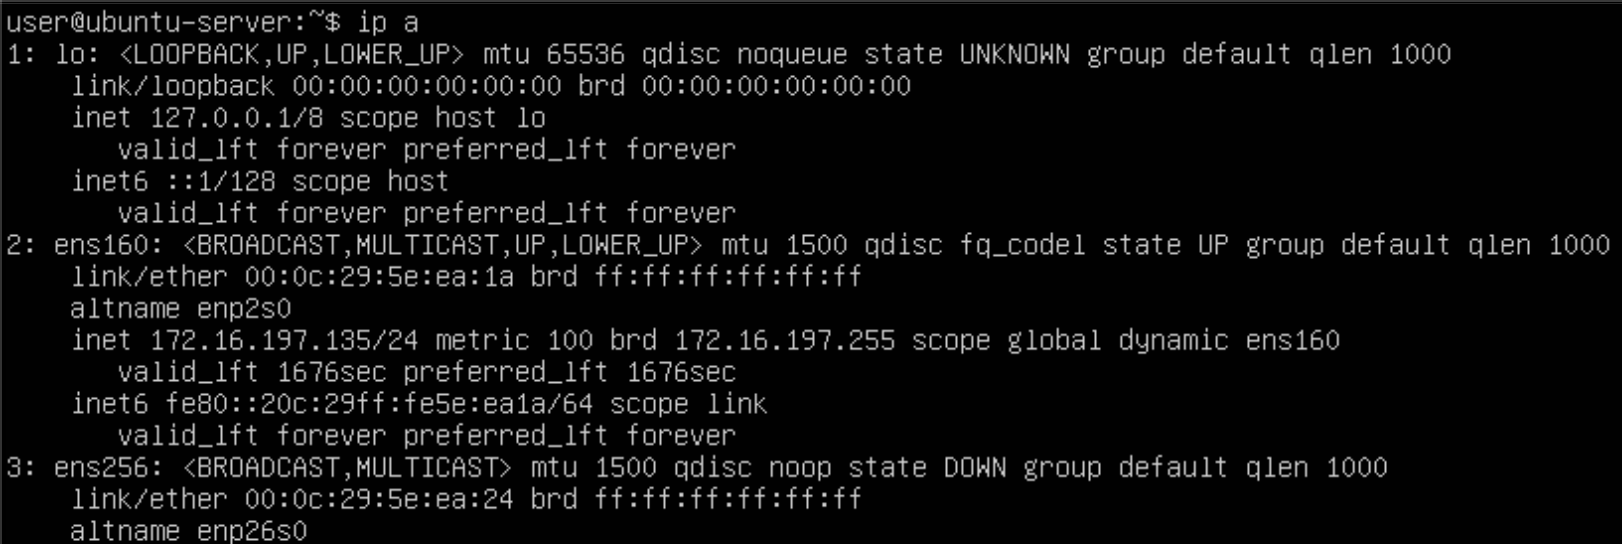 user@ubuntu-server:~$ ip a
1: lo: <LOOPBACK,UP,LOWER_UP> mtu 65536 qdisc noqueue state UNKNOWN group default qlen 1000
link/loopback 00:00:00:00:00:00 brd 00:00:00:00:00:00
inet 127.0.0.1/8 scope host lo
valid_lft forever preferred_lft forever
inet6 ::1/128 scope host
valid_lft forever preferred_lft forever
2: ens160: <BROADCAST,MULTICAST,UP,LOWER_UP> mtu 1500 qdisc fq_codel state UP group default qlen 1000
link/ether 00:0c:29:5e:ea:1a brd ff:ff:ff:ff:ff:ff
altname enp2s0
inet 172.16.197.135/24 metric 100 brd 172.16.197.255 scope global dynamic ens160
valid_lft 1676sec preferred_lft 1676sec
inet6 fe80::20c:29ff:fe5e:ea1a/64 scope link
valid_lft forever preferred_lft forever
3: ens256: <BROADCAST,MULTICAST> mtu 1500 qdisc noop state DOWN group default qlen 1000
link/ether 00:0c:29:5e:ea:24 brd ff:ff:ff:ff:ff:ff
altname enp26s0